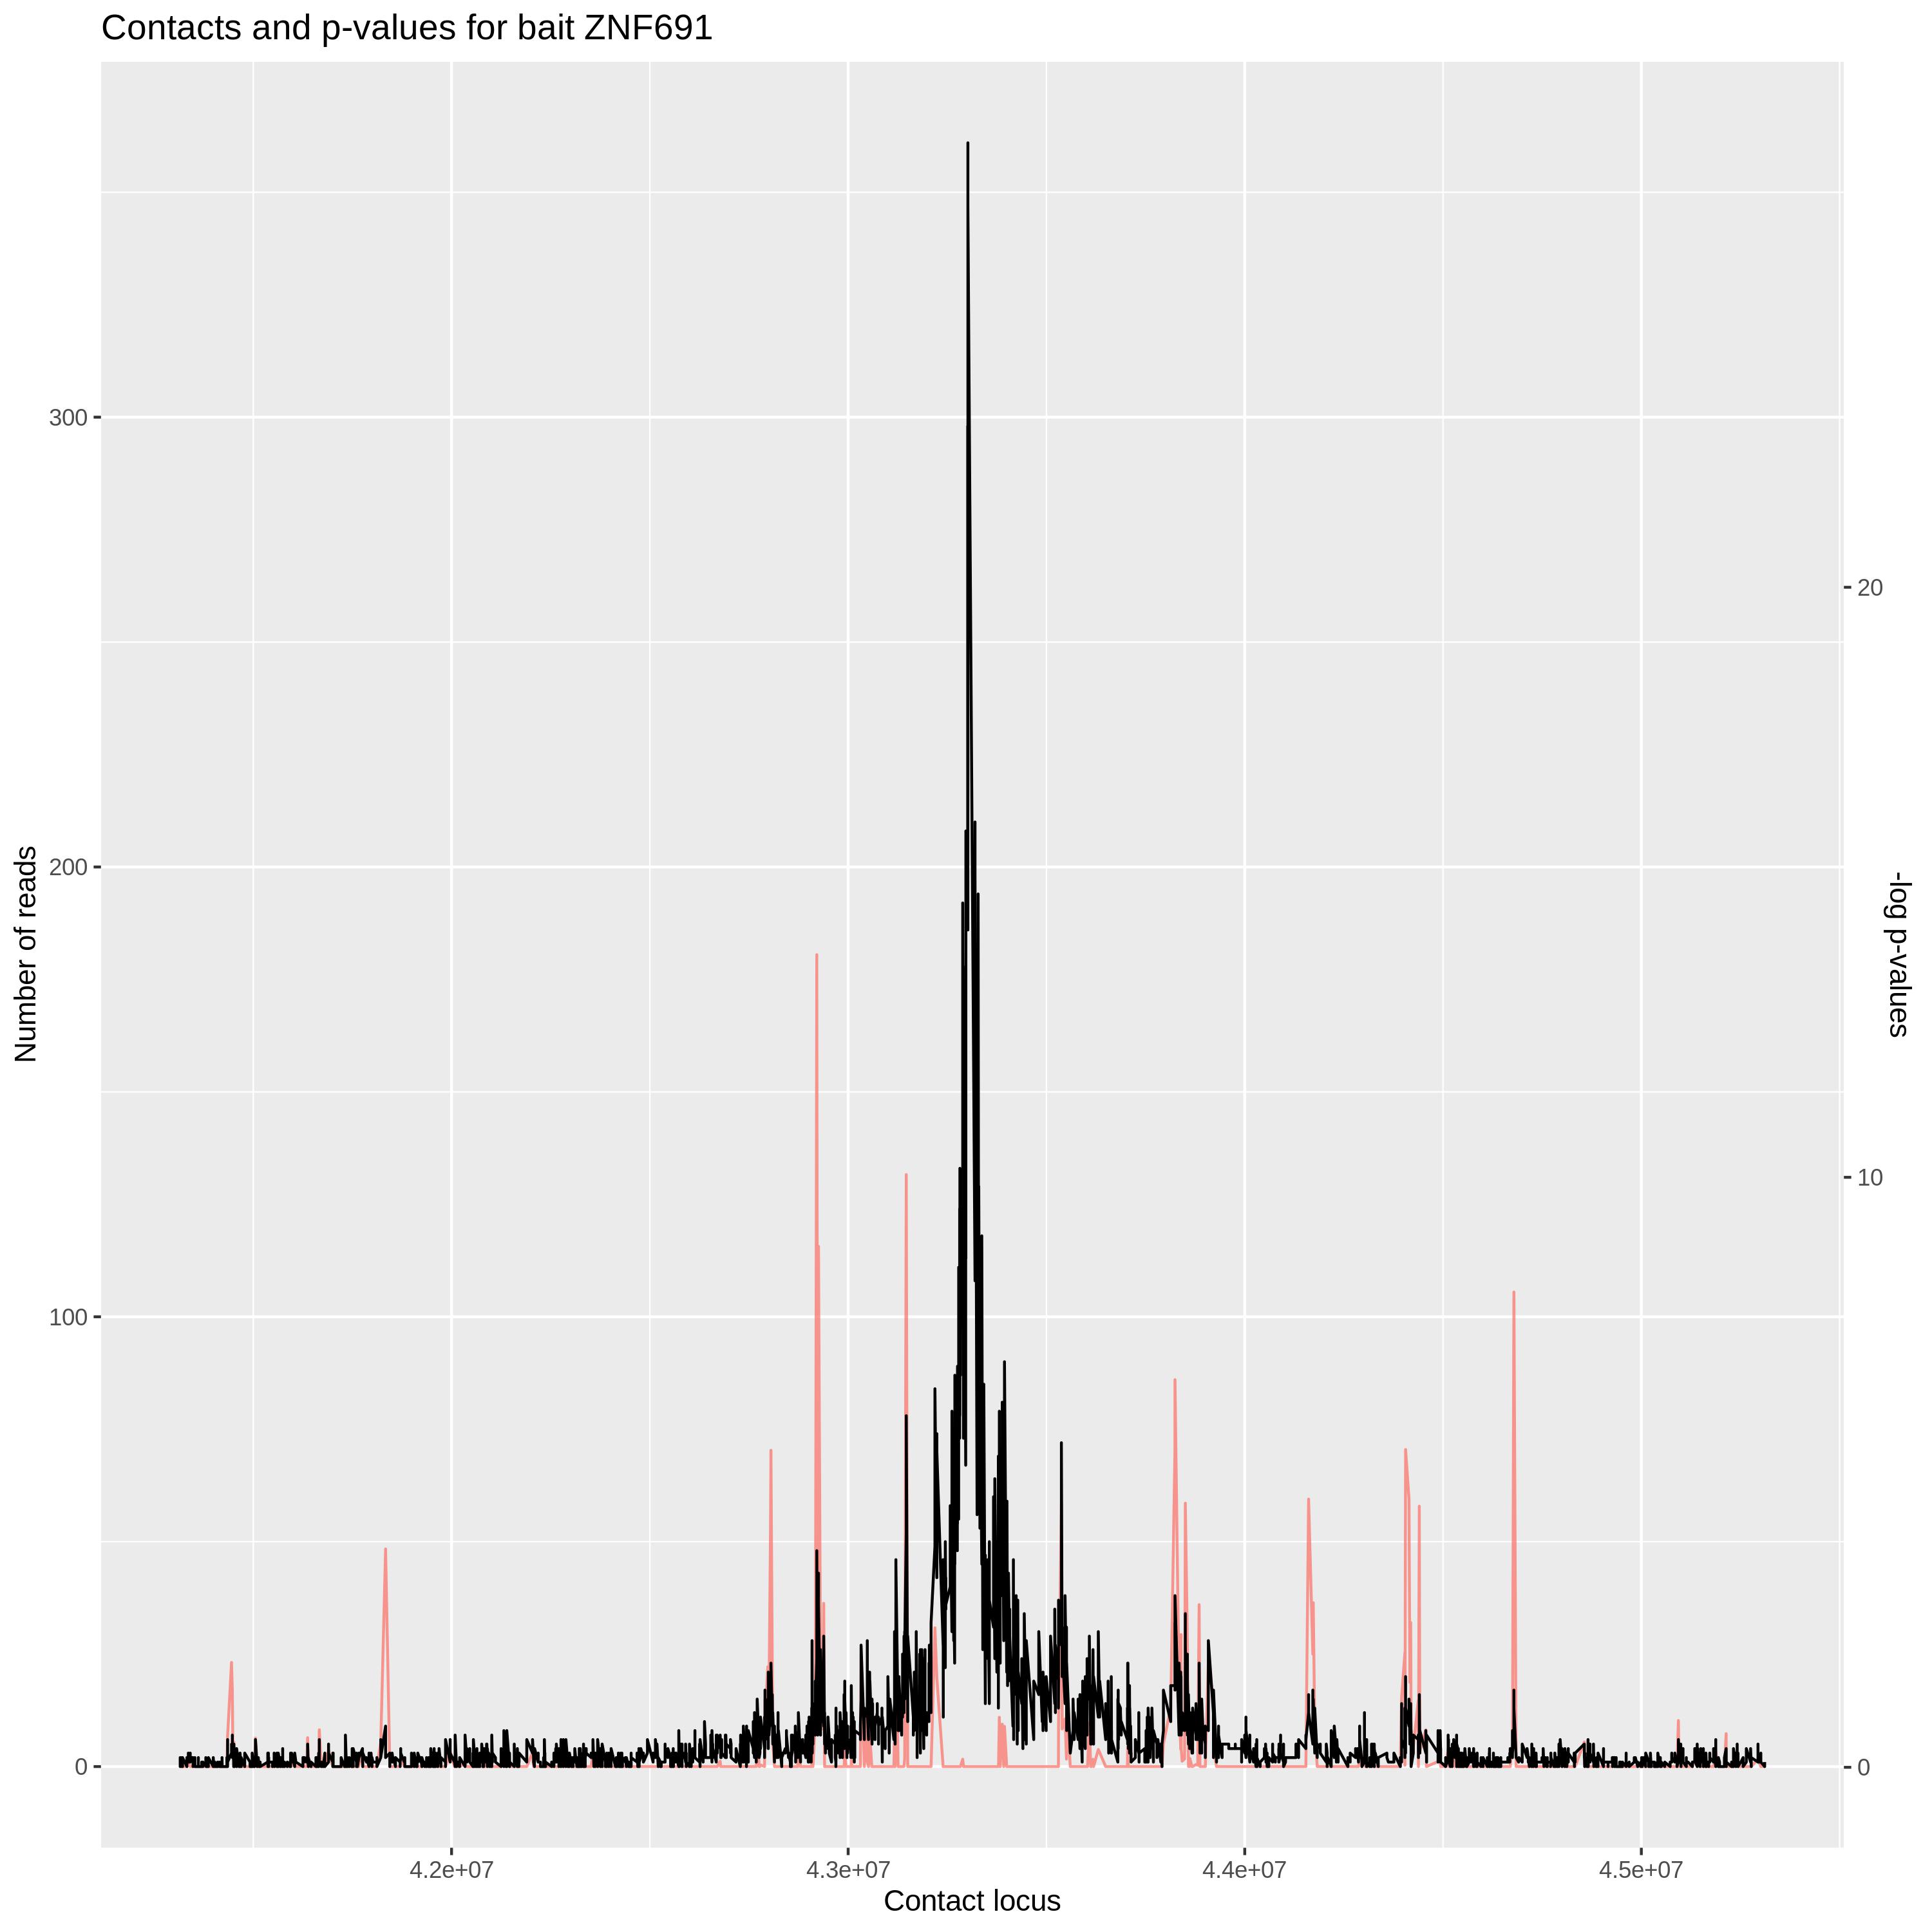 Contacts and p-values for bait ZNF691
Number of reads
300
200
100
0
20
10
0
-log p-values
4.2e+07
4.3e+07
4.4e+07
4.5e+07
Contact locus